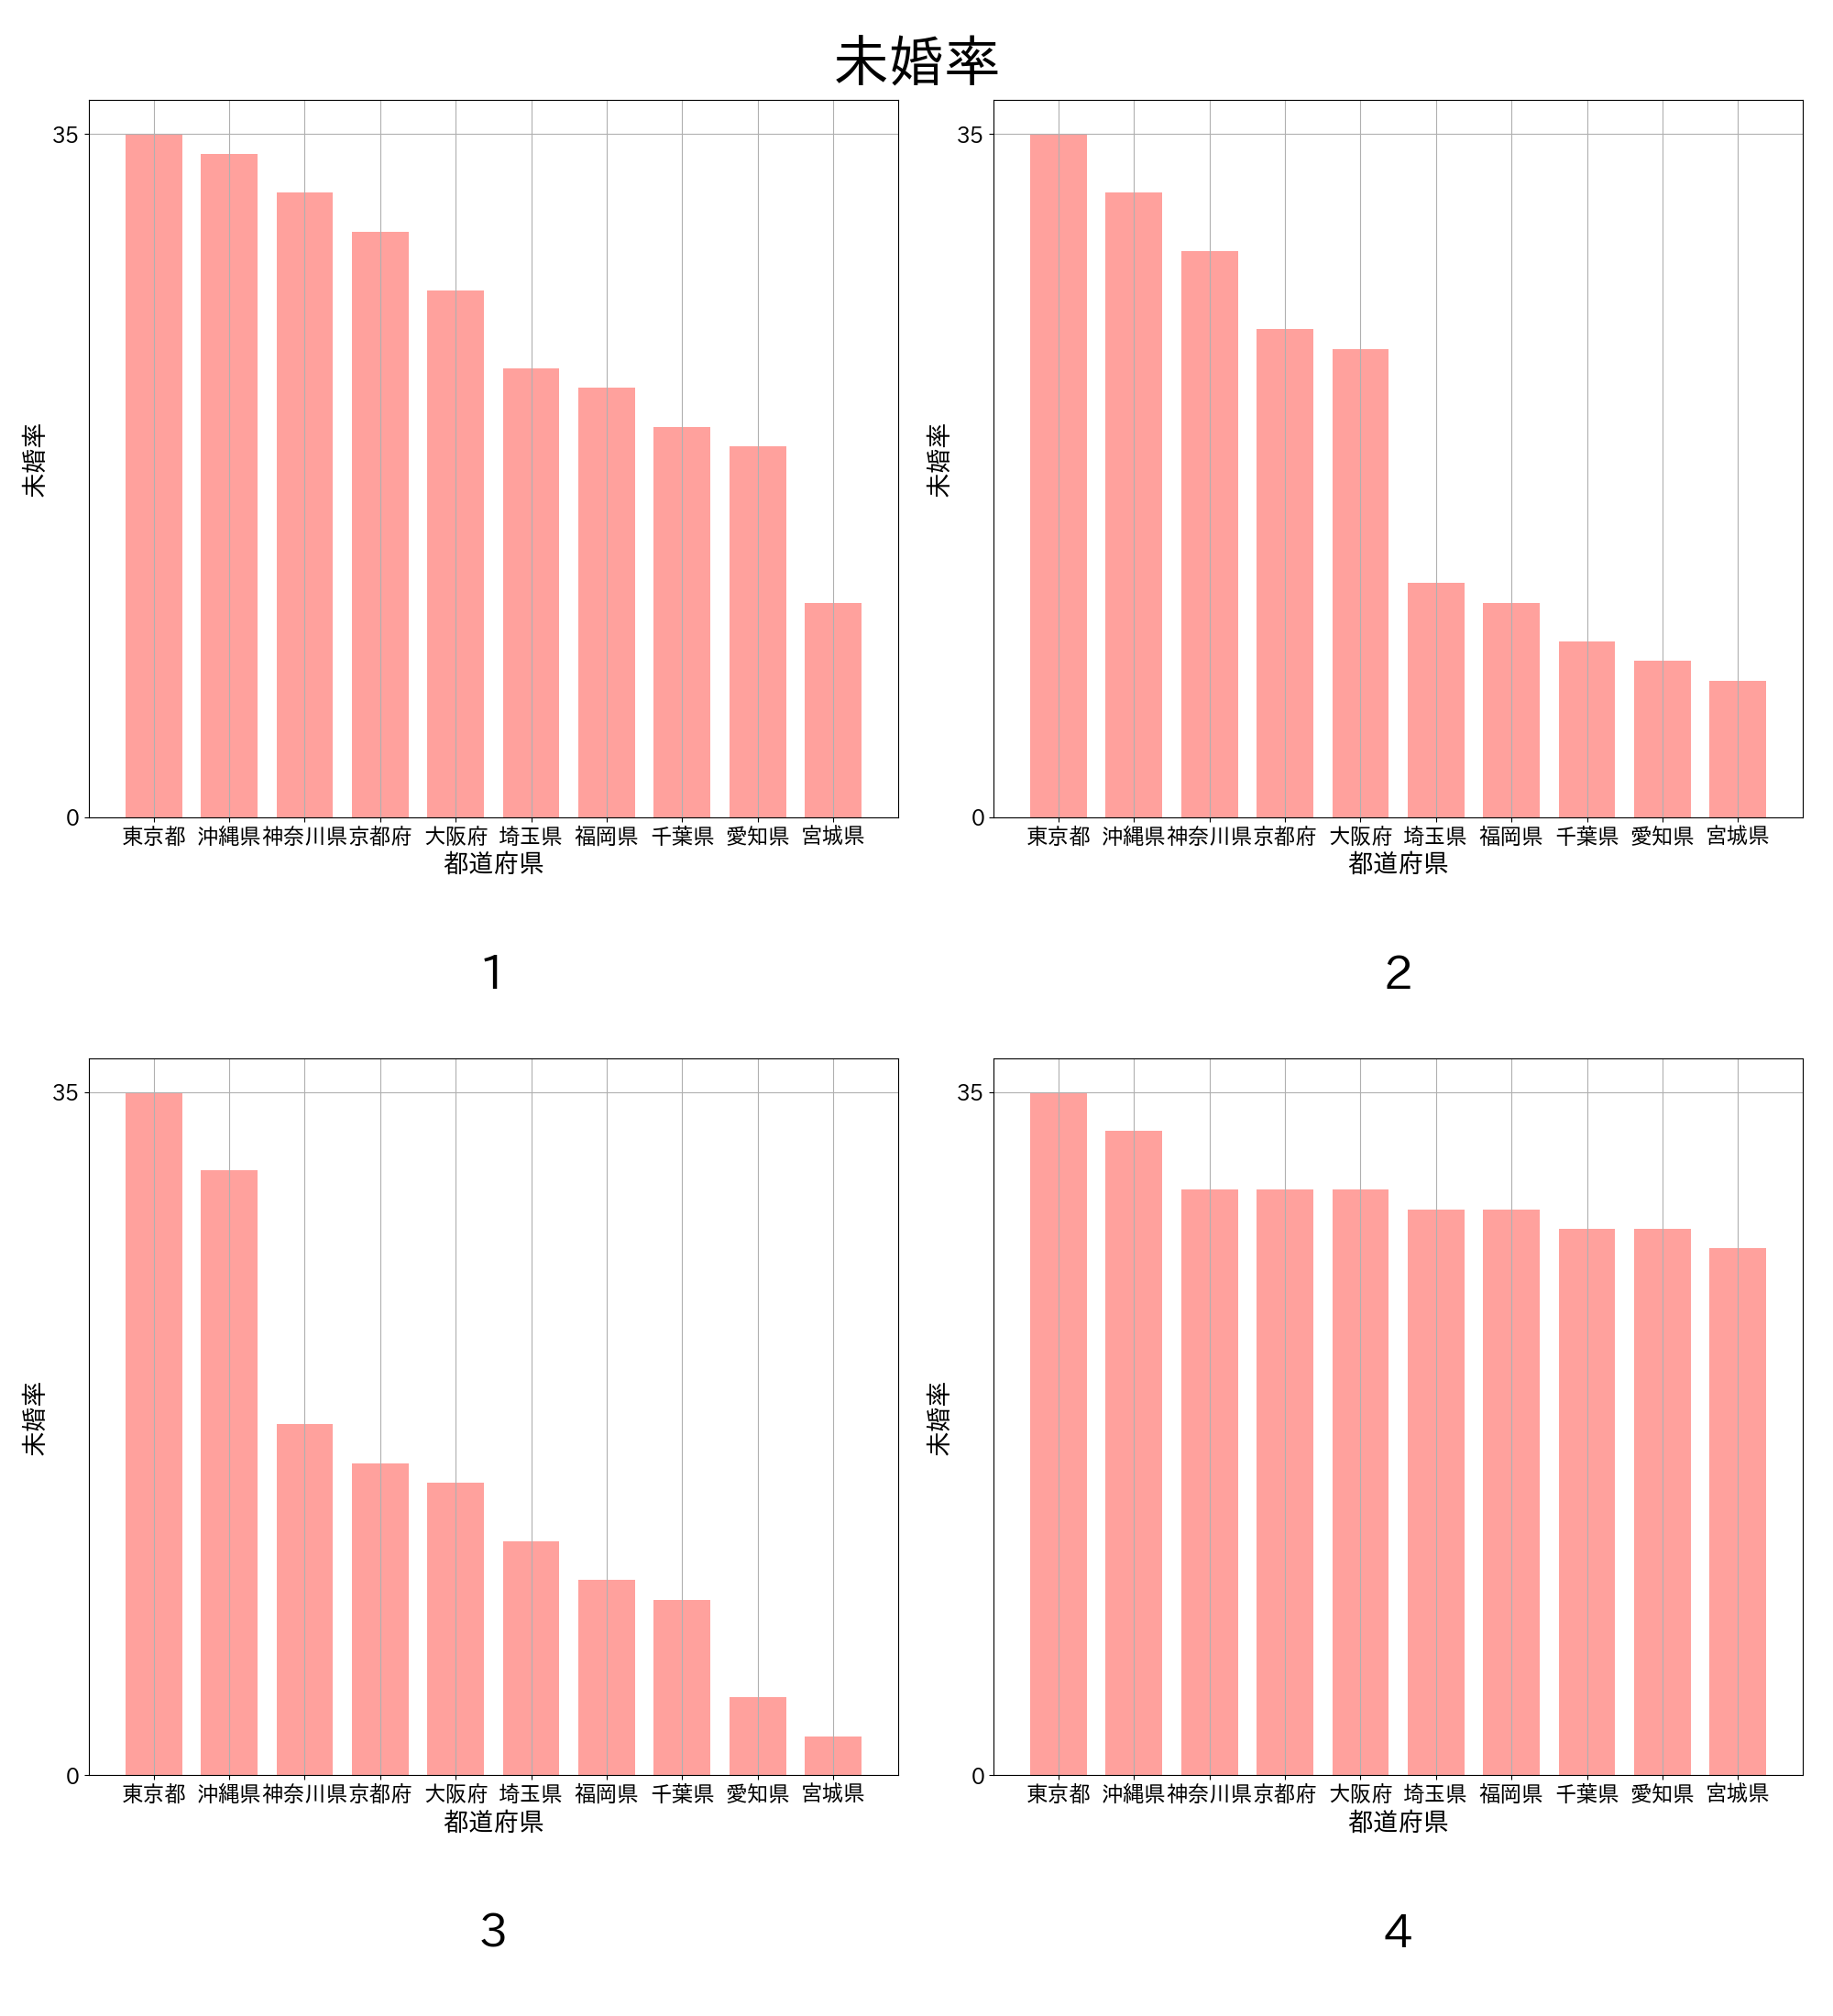 未婚率
35
0
未婚率
東京都 沖縄県 神奈川県 京都府 大阪府 埼玉県 福岡県 千葉県 愛知県 宮城県
都道府県
1
35
0
未婚率
東京都 沖縄県 神奈川県 京都府 大阪府 埼玉県 福岡県 千葉県 愛知県 宮城県
都道府県
2
35
0
未婚率
東京都 沖縄県 神奈川県 京都府 大阪府 埼玉県 福岡県 千葉県 愛知県 宮城県
都道府県
3
35
0
未婚率
東京都 沖縄県 神奈川県 京都府 大阪府 埼玉県 福岡県 千葉県 愛知県 宮城県
都道府県
4